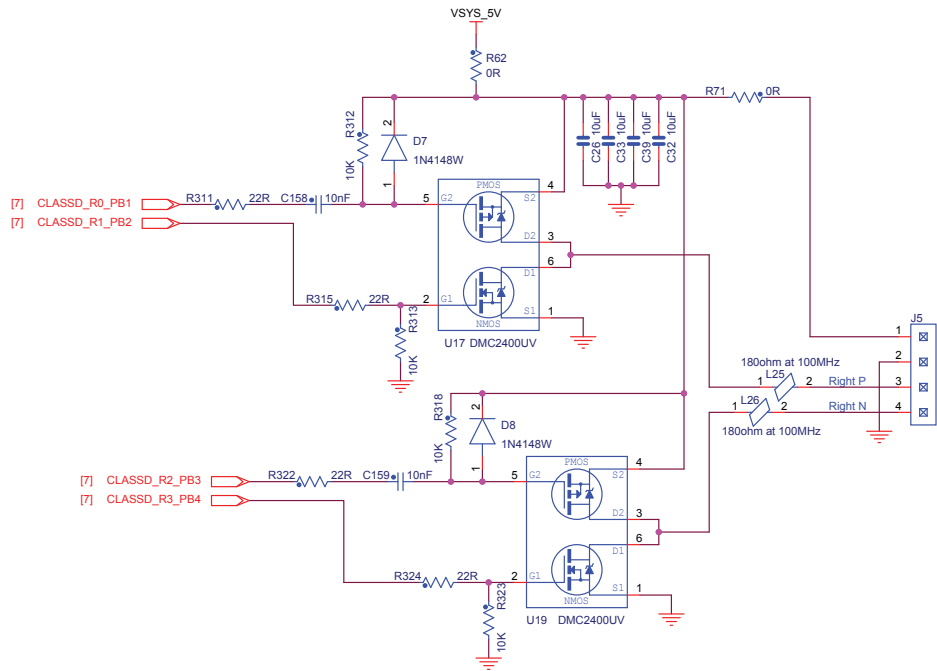 VSYS_5V
R62
0R
R71 0R
R312
10K
2
D7
1N4148W
1
C26 10uF
C33 10uF
C39 10uF
C32 10uF
[7] CLASSD_R0_PB1
R311 22R
C158 10nF
5
G2
PMOS
S2
4
[7] CLASSD_R1_PB2
D2
3
D1
6
R315 22R
2
G1
NMOS
S1
1
R313
10K
U17 DMC2400UV
J5
1
2
3
4
180ohm at 100MHz
L25
1
2
Right P
L26
1
2
Right N
180ohm at 100MHz
R318
10K
2
D8
1N4148W
1
[7] CLASSD_R2_PB3
R322 22R
C159 10nF
5
G2
PMOS
S2
4
[7] CLASSD_R3_PB4
D2
3
D1
6
R324 22R
2
G1
NMOS
S1
1
R323
10K
U19 DMC2400UV